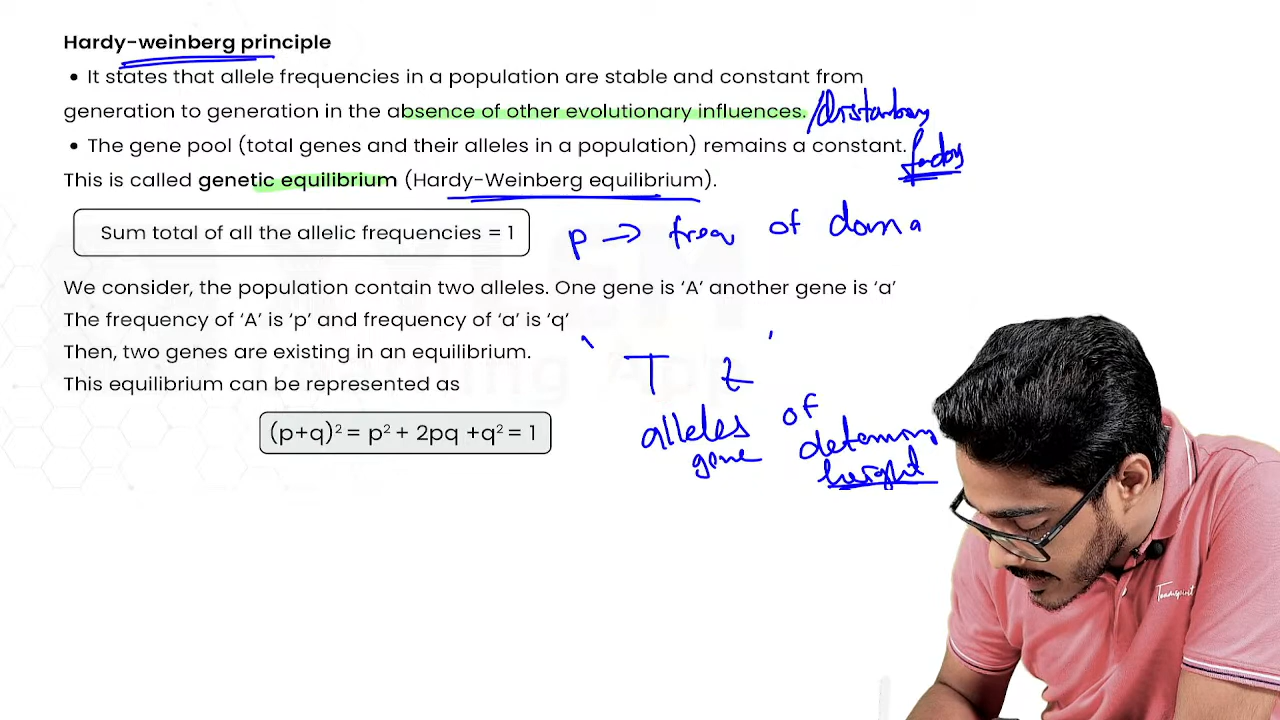 Hardy-weinberg principle
• It states that allele frequencies in a population are stable and constant from
generation to generation in the absence of other evolutionary influences. /
• The gene pool (total genes and their alleles in a population) remains a constant.
This is called genetic equilibrium (Hardy-Weinberg equilibrium).
Sum total of all the allelic frequencies = 1
p → freq of doma
We consider, the population contain two alleles. One gene is ‘A’ another gene is ‘a’
The frequency of ‘A’ is ‘p’ and frequency of ‘a’ is ‘q’
Then, two genes are existing in an equilibrium.
This equilibrium can be represented as
T t
alleles of
gene
height
(p+q)² = p² + 2pq +q² = 1